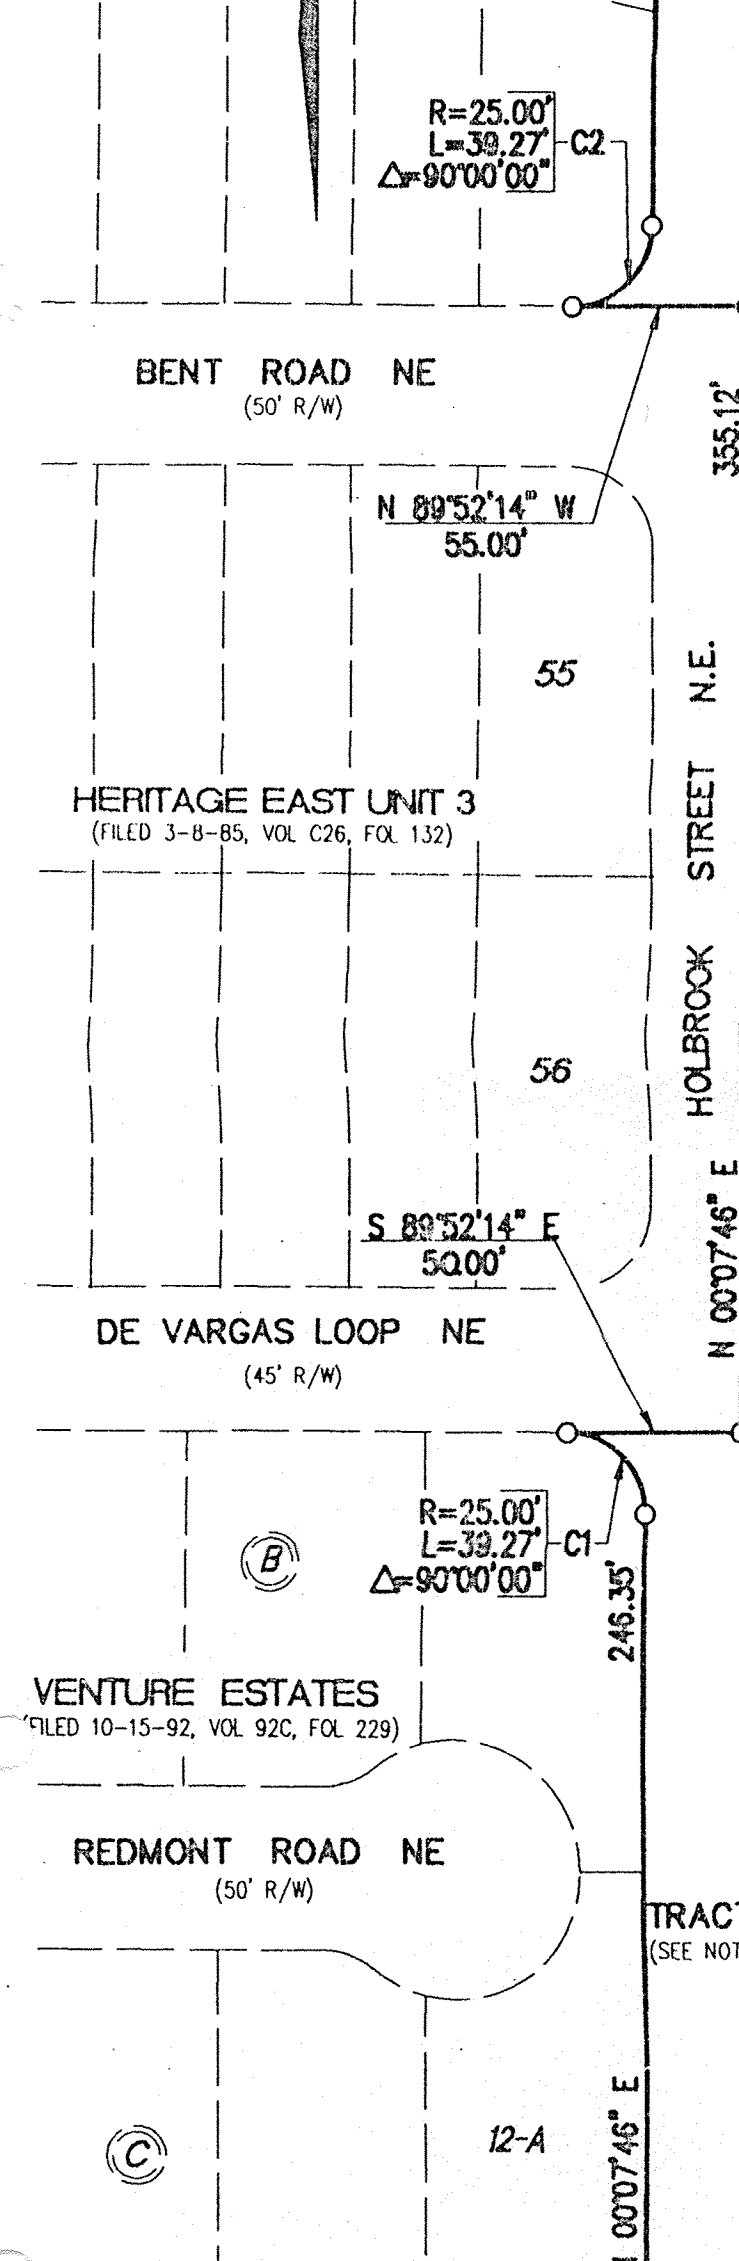 R=25.00'
L=39.27'
Δ=90°00'00"
C2
BENT ROAD NE
(50' R/W)
355.12'
N 89°52'14" W
55.00'
55
HOLBROOK STREET N.E.
HERITAGE EAST UNIT 3
(FILED 3-8-85, VOL C26, FOL 132)
56
N 00°07'46" E
S 89°52'14" E
50.00'
DE VARGAS LOOP NE
(45' R/W)
R=25.00'
L=39.27'
Δ=90°00'00"
C1
B
246.35'
VENTURE ESTATES
(FILED 10-15-92, VOL 92C, FOL 229)
REDMONT ROAD NE
(50' R/W)
TRACT
(SEE NOT
12-A
C
N 00°07'46" E